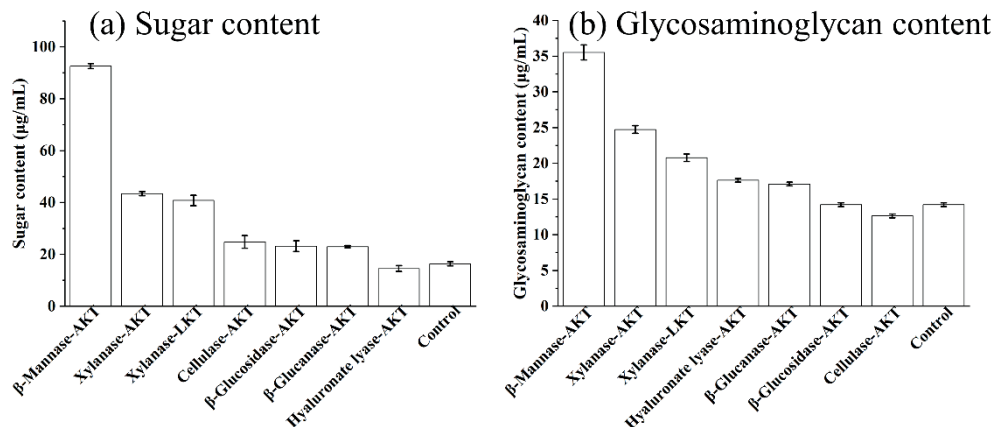 (a) Sugar content
Sugar content (μg/mL)
100
80
60
40
20
0
β-Mannase-AKT
Xylanase-AKT
Xylanase-LKT
Cellulase-AKT
β-Glucosidase-AKT
β-Glucanase-AKT
Hyaluronate lyase-AKT
Control
(b) Glycosaminoglycan content
Glycosaminoglycan content (μg/mL)
40
35
30
25
20
15
10
5
0
β-Mannase-AKT
Xylanase-AKT
Xylanase-LKT
Hyaluronate lyase-AKT
β-Glucanase-AKT
β-Glucosidase-AKT
Cellulase-AKT
Control